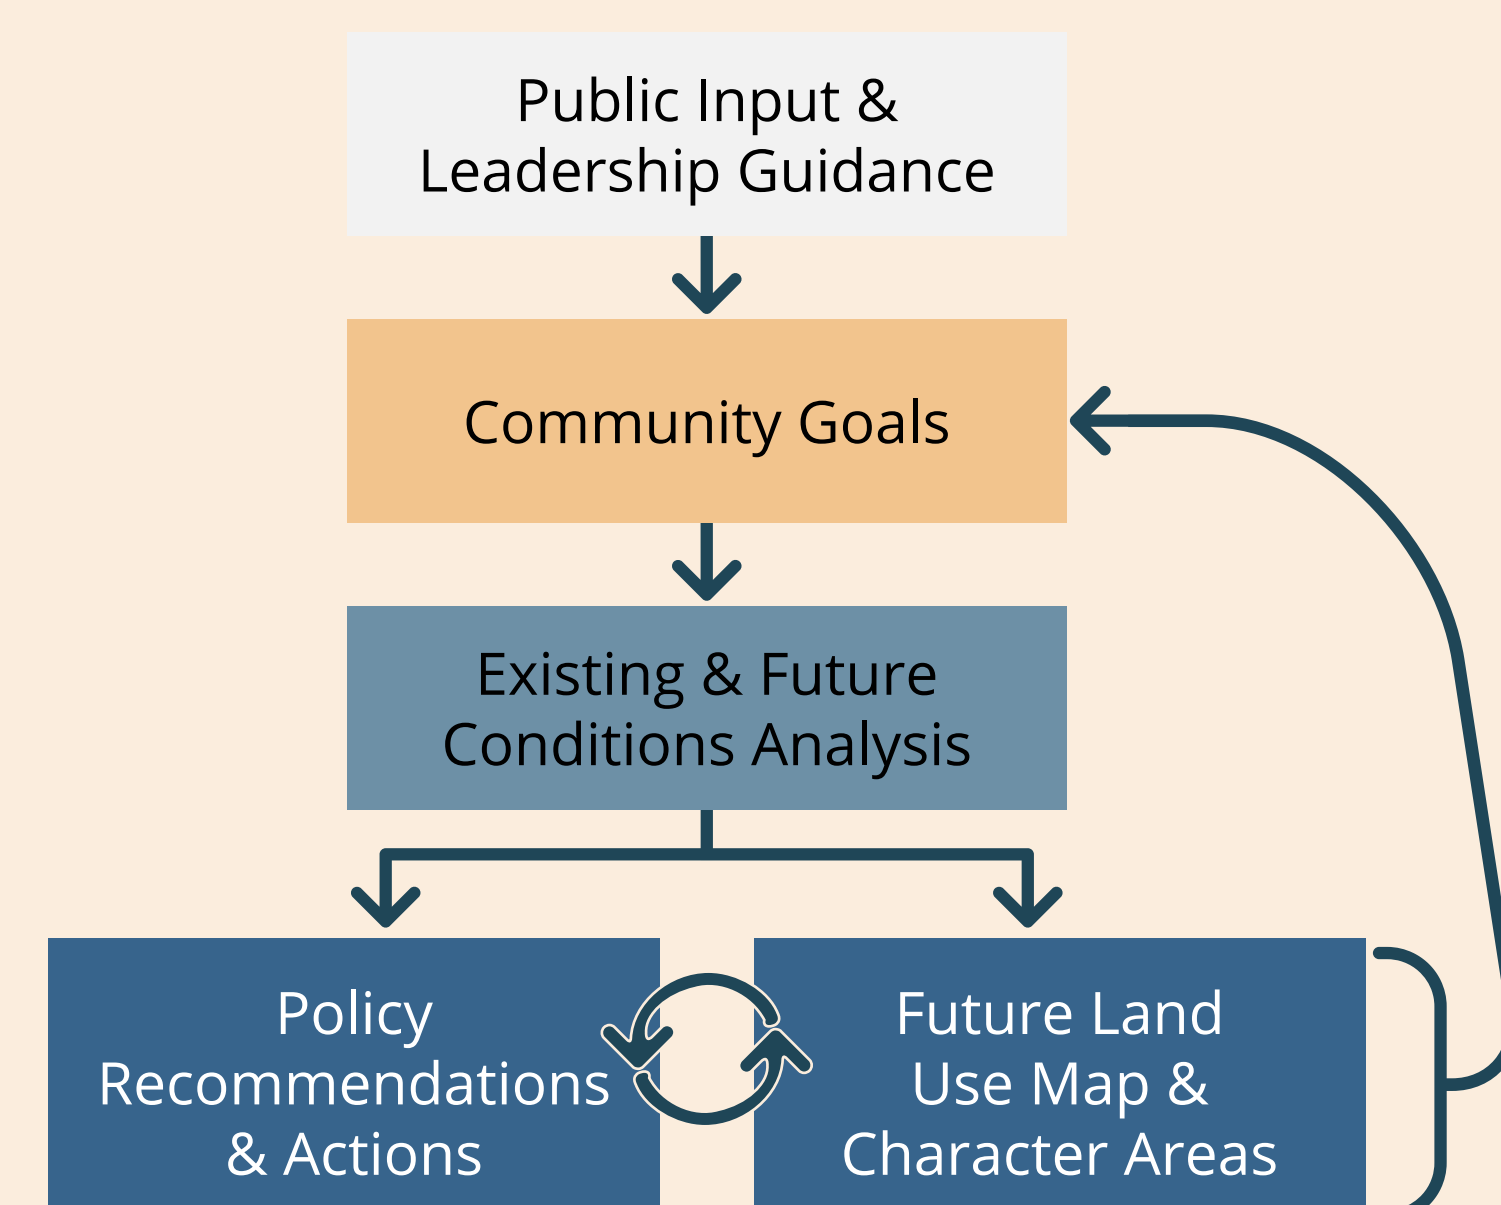 Public Input &
Leadership Guidance
Community Goals
Existing & Future
Conditions Analysis
Policy
Recommendations
& Actions
Future Land
Use Map &
Character Areas